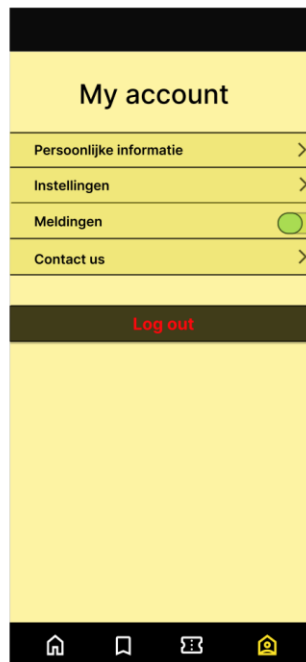 My account
Persoonlijke informatie
Instellingen
Meldingen
Contact us
Log out